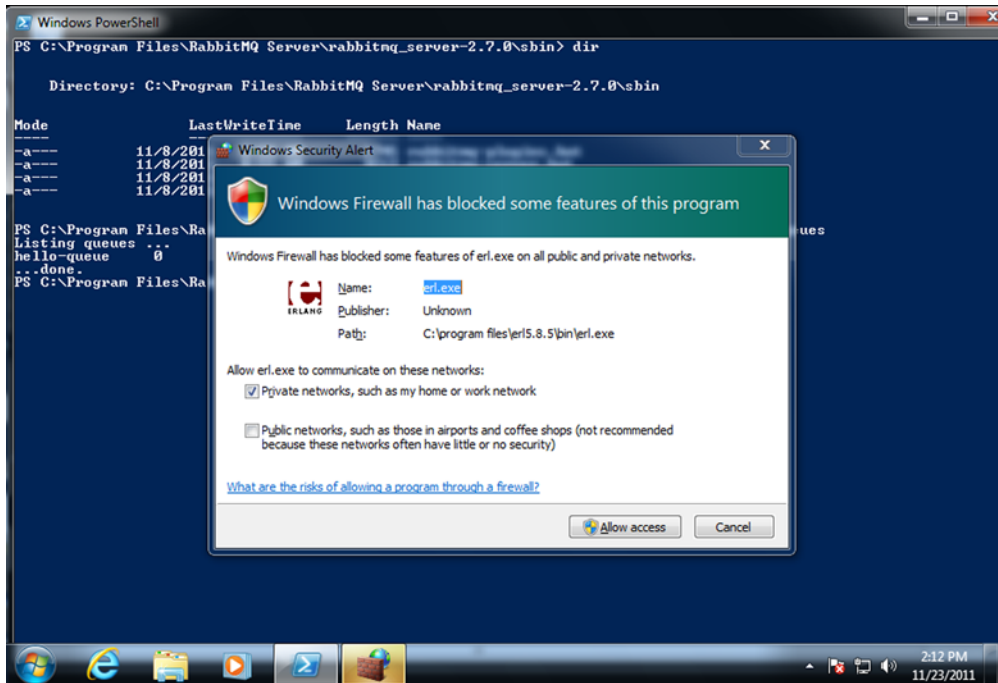 Windows PowerShell
PS C:\Program Files\RabbitMQ Server\rabbitmq_server-2.7.0\sbin> dir
Directory: C:\Program Files\RabbitMQ Server\rabbitmq_server-2.7.0\sbin
Mode LastWriteTime Length Name
---- --
-a--- 11/8/201
-a--- 11/8/201
-a--- 11/8/201
-a--- 11/8/201
PS C:\Program Files\Ra ues
Listing queues ...
hello-queue 0
...done.
PS C:\Program Files\Ra
Windows Security Alert
Windows Firewall has blocked some features of this program
Windows Firewall has blocked some features of erl.exe on all public and private networks.
ERLANG
Name: erl.exe
Publisher: Unknown
Path: C:\program files\erl5.8.5\bin\erl.exe
Allow erl.exe to communicate on these networks:
Private networks, such as my home or work network
Public networks, such as those in airports and coffee shops (not recommended
because these networks often have little or no security)
What are the risks of allowing a program through a firewall?
Allow access Cancel
2:12 PM
11/23/2011